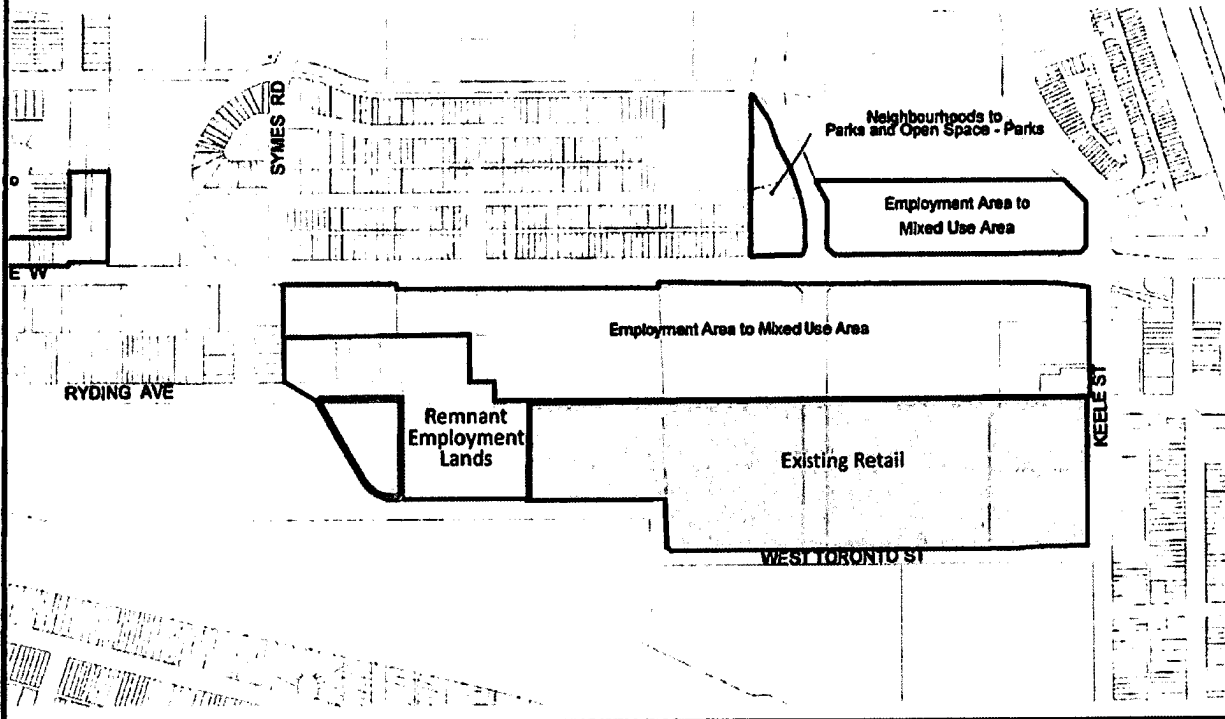 SYMES RD
Neighbourhoods to
Parks and Open Space - Parks
Employment Area to
Mixed Use Area
E W
Employment Area to Mixed Use Area
RYDING AVE
KEELE ST
Remnant
Employment
Lands
Existing Retail
WEST TORONTO ST